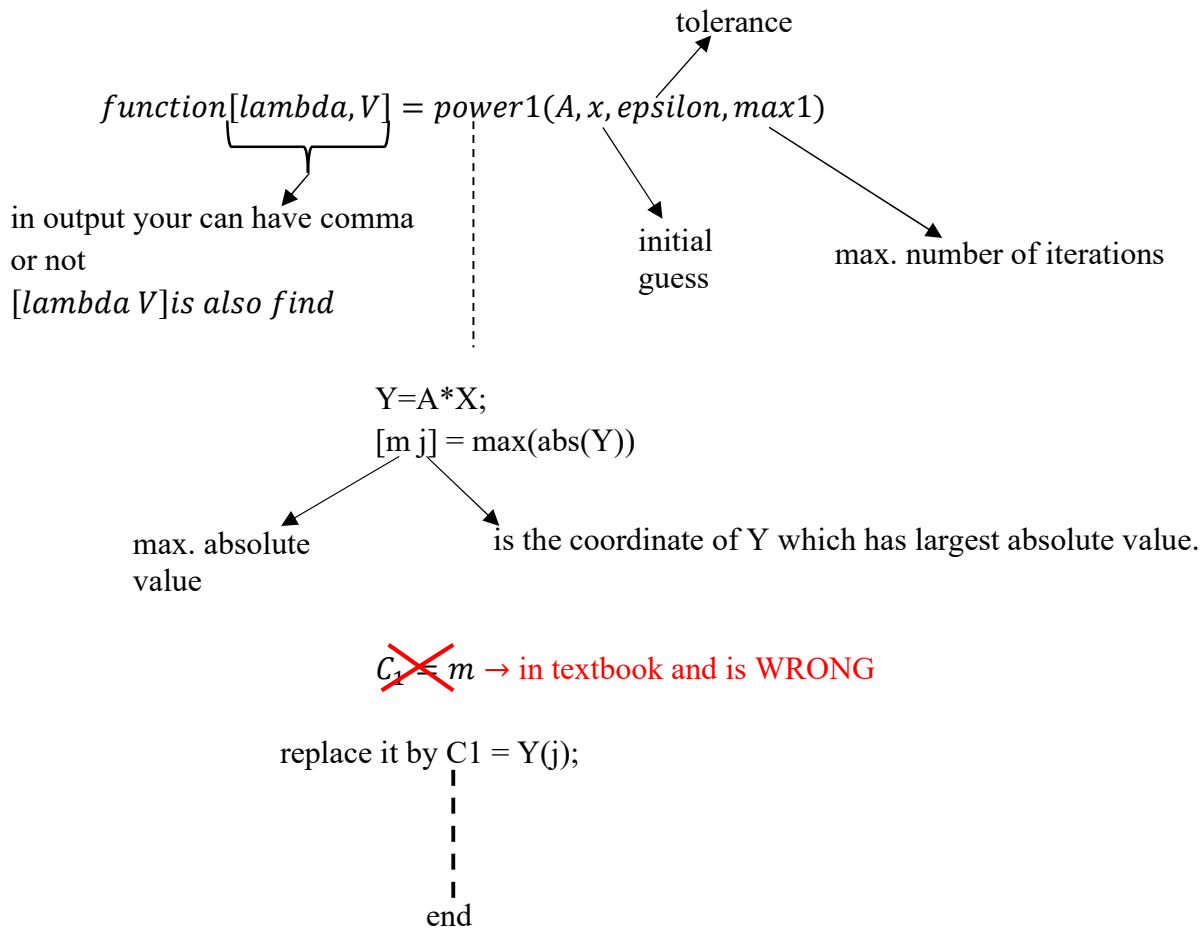 tolerance
function[lambda, V] = power1(A, x, epsilon, max1)
in output your can have comma
or not
[lambda V]is also find
initial
guess
max. number of iterations
Y=A*X;
[m j] = max(abs(Y))
max. absolute
value
is the coordinate of Y which has largest absolute value.
C₁ = m → in textbook and is WRONG
replace it by C1 = Y(j);
end